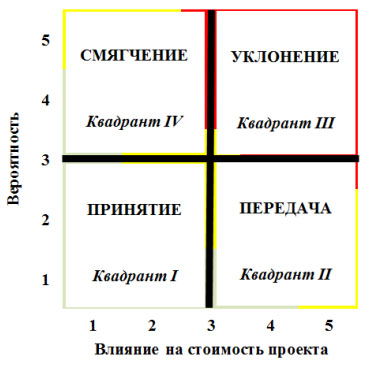 Вероятность
5
4
3
2
1
СМЯГЧЕНИЕ
Квадрант IV
УКЛОНЕНИЕ
Квадрант III
ПРИНЯТИЕ
Квадрант I
ПЕРЕДАЧА
Квадрант II
1 2 3 4 5
Влияние на стоимость проекта